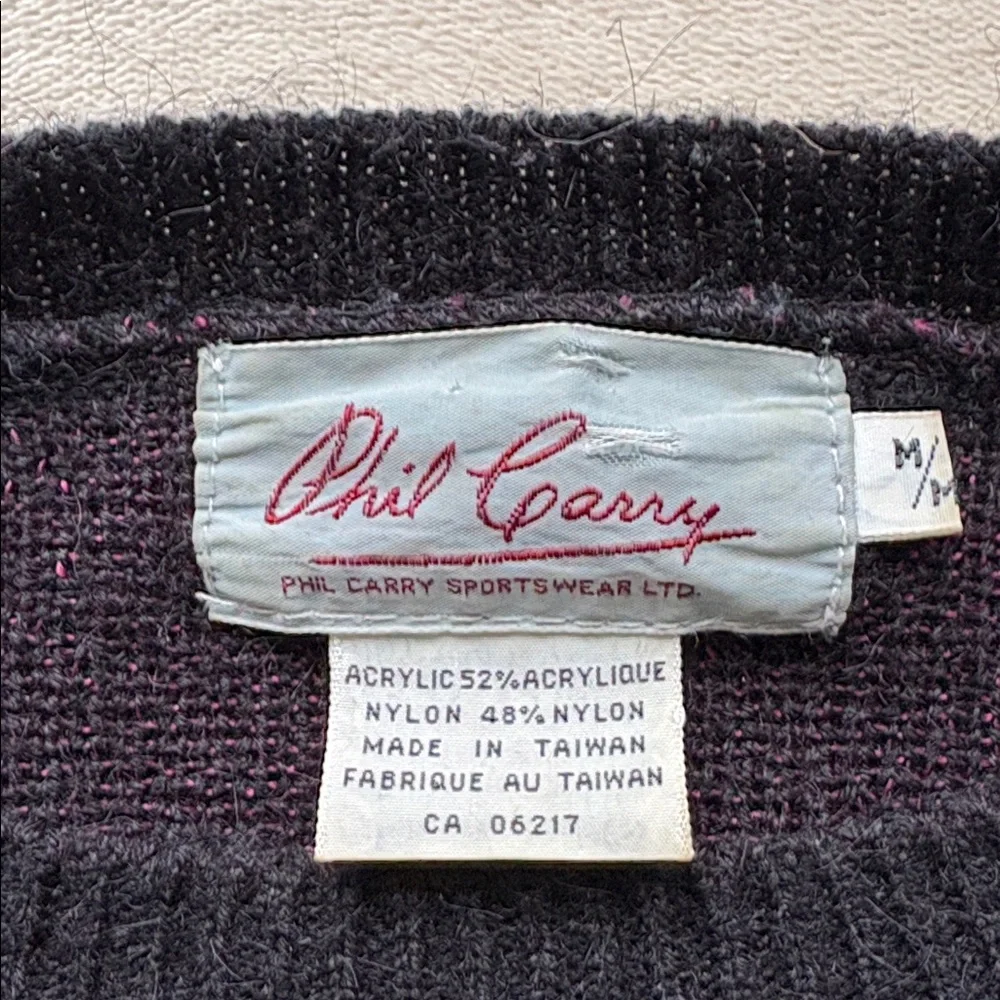 Phil Carry
PHIL CARRY SPORTSWEAR LTD.
M/M
ACRYLIC 52% ACRYLIQUE
NYLON 48% NYLON
MADE IN TAIWAN
FABRIQUE AU TAIWAN
CA 06217